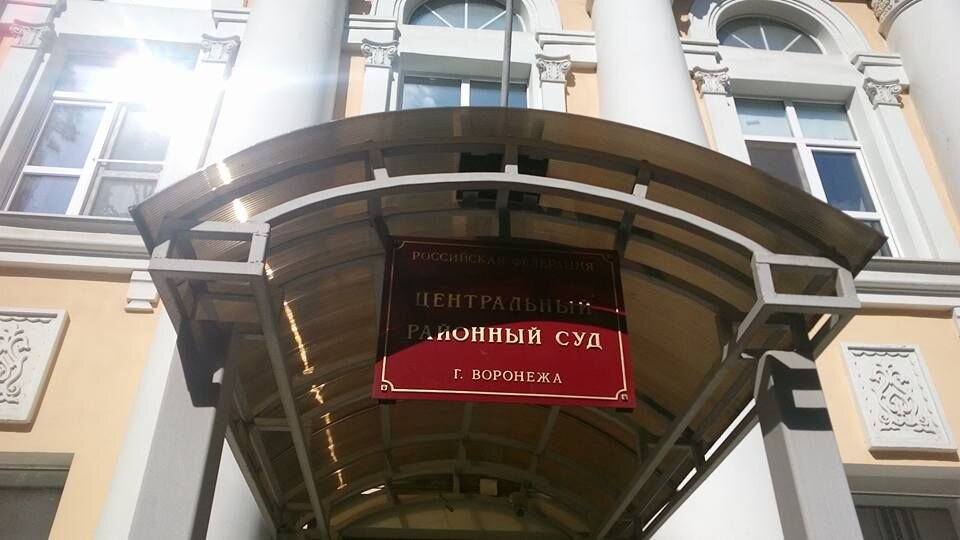 РОССИЙСКАЯ ФЕДЕРАЦИЯ
ЦЕНТРАЛЬНЫЙ
РАЙОННЫЙ СУД
Г. ВОРОНЕЖА